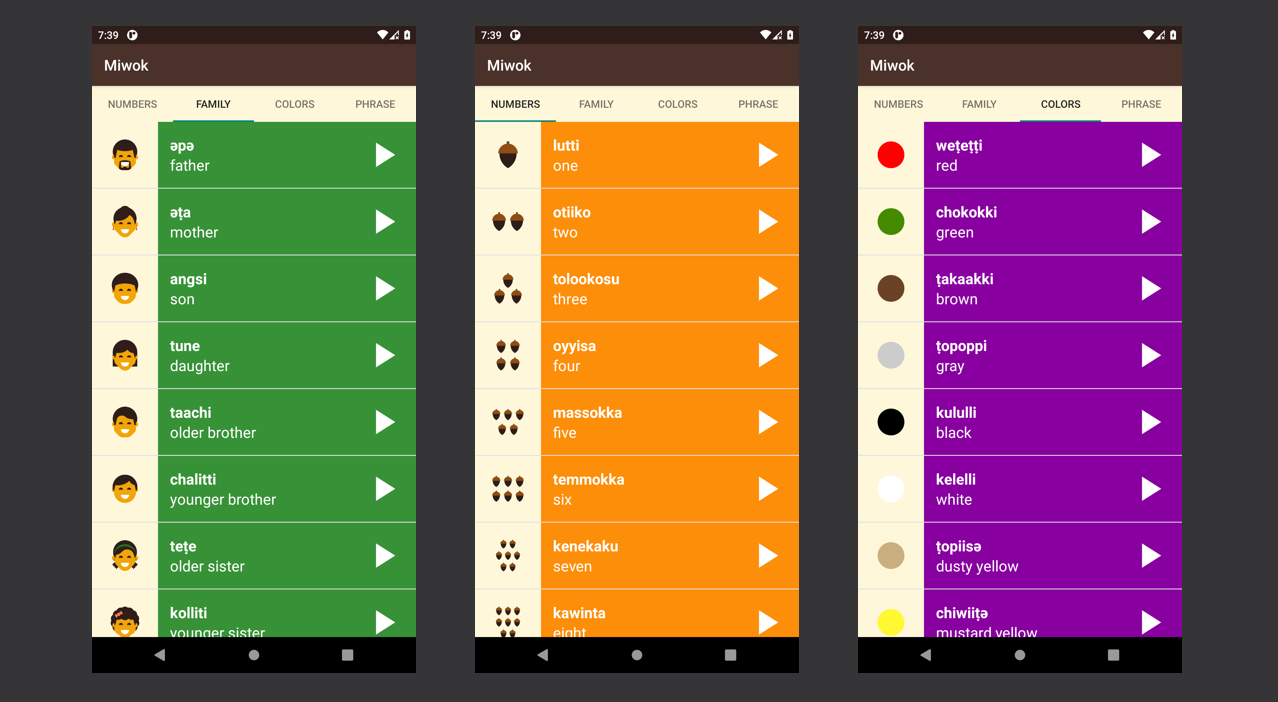 7:39
Miwok
NUMBERS FAMILY COLORS PHRASE
əpə
father
əṭa
mother
angsi
son
tune
daughter
taachi
older brother
chalitti
younger brother
teṭe
older sister
kolliti
younger sister
7:39
Miwok
NUMBERS FAMILY COLORS PHRASE
lutti
one
otiiko
two
tolookosu
three
oyyisa
four
massokka
five
temmokka
six
kenekaku
seven
kawinta
eight
7:39
Miwok
NUMBERS FAMILY COLORS PHRASE
weṭeṭṭi
red
chokokki
green
ṭakaakki
brown
ṭopoppi
gray
kululli
black
kelelli
white
ṭopiisə
dusty yellow
chiwiiṭə
mustard yellow